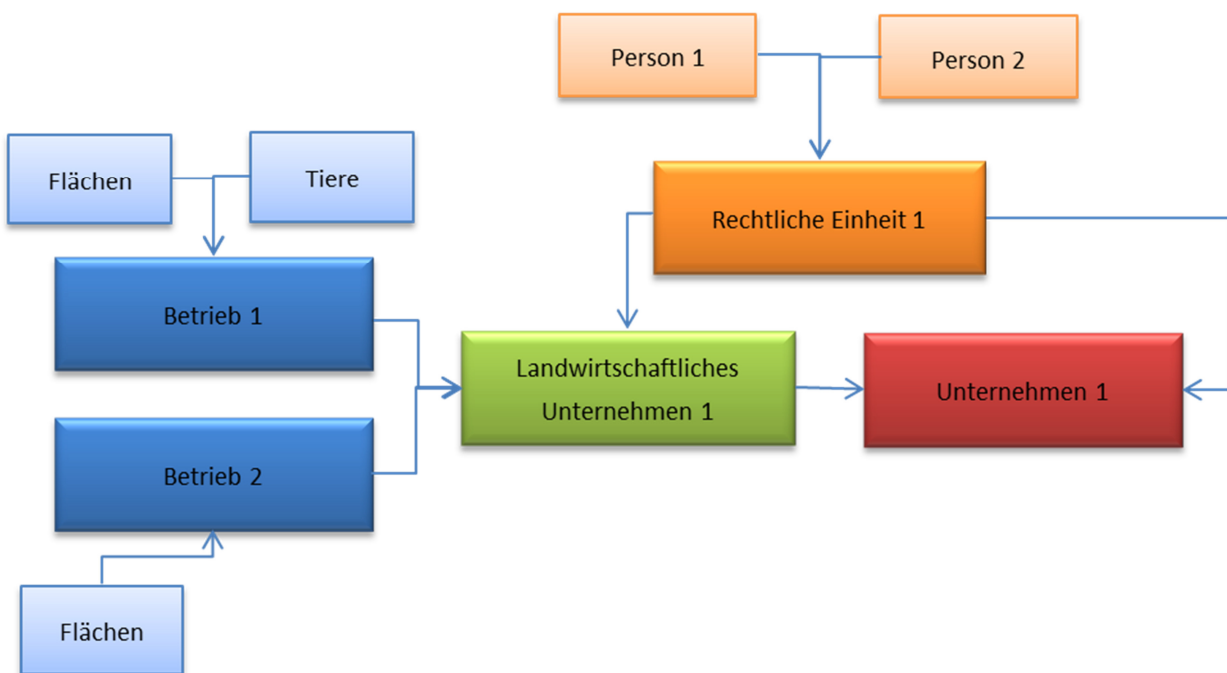 Person 1
Person 2
Flächen
Tiere
Rechtliche Einheit 1
Betrieb 1
Landwirtschaftliches
Unternehmen 1
Unternehmen 1
Betrieb 2
Flächen